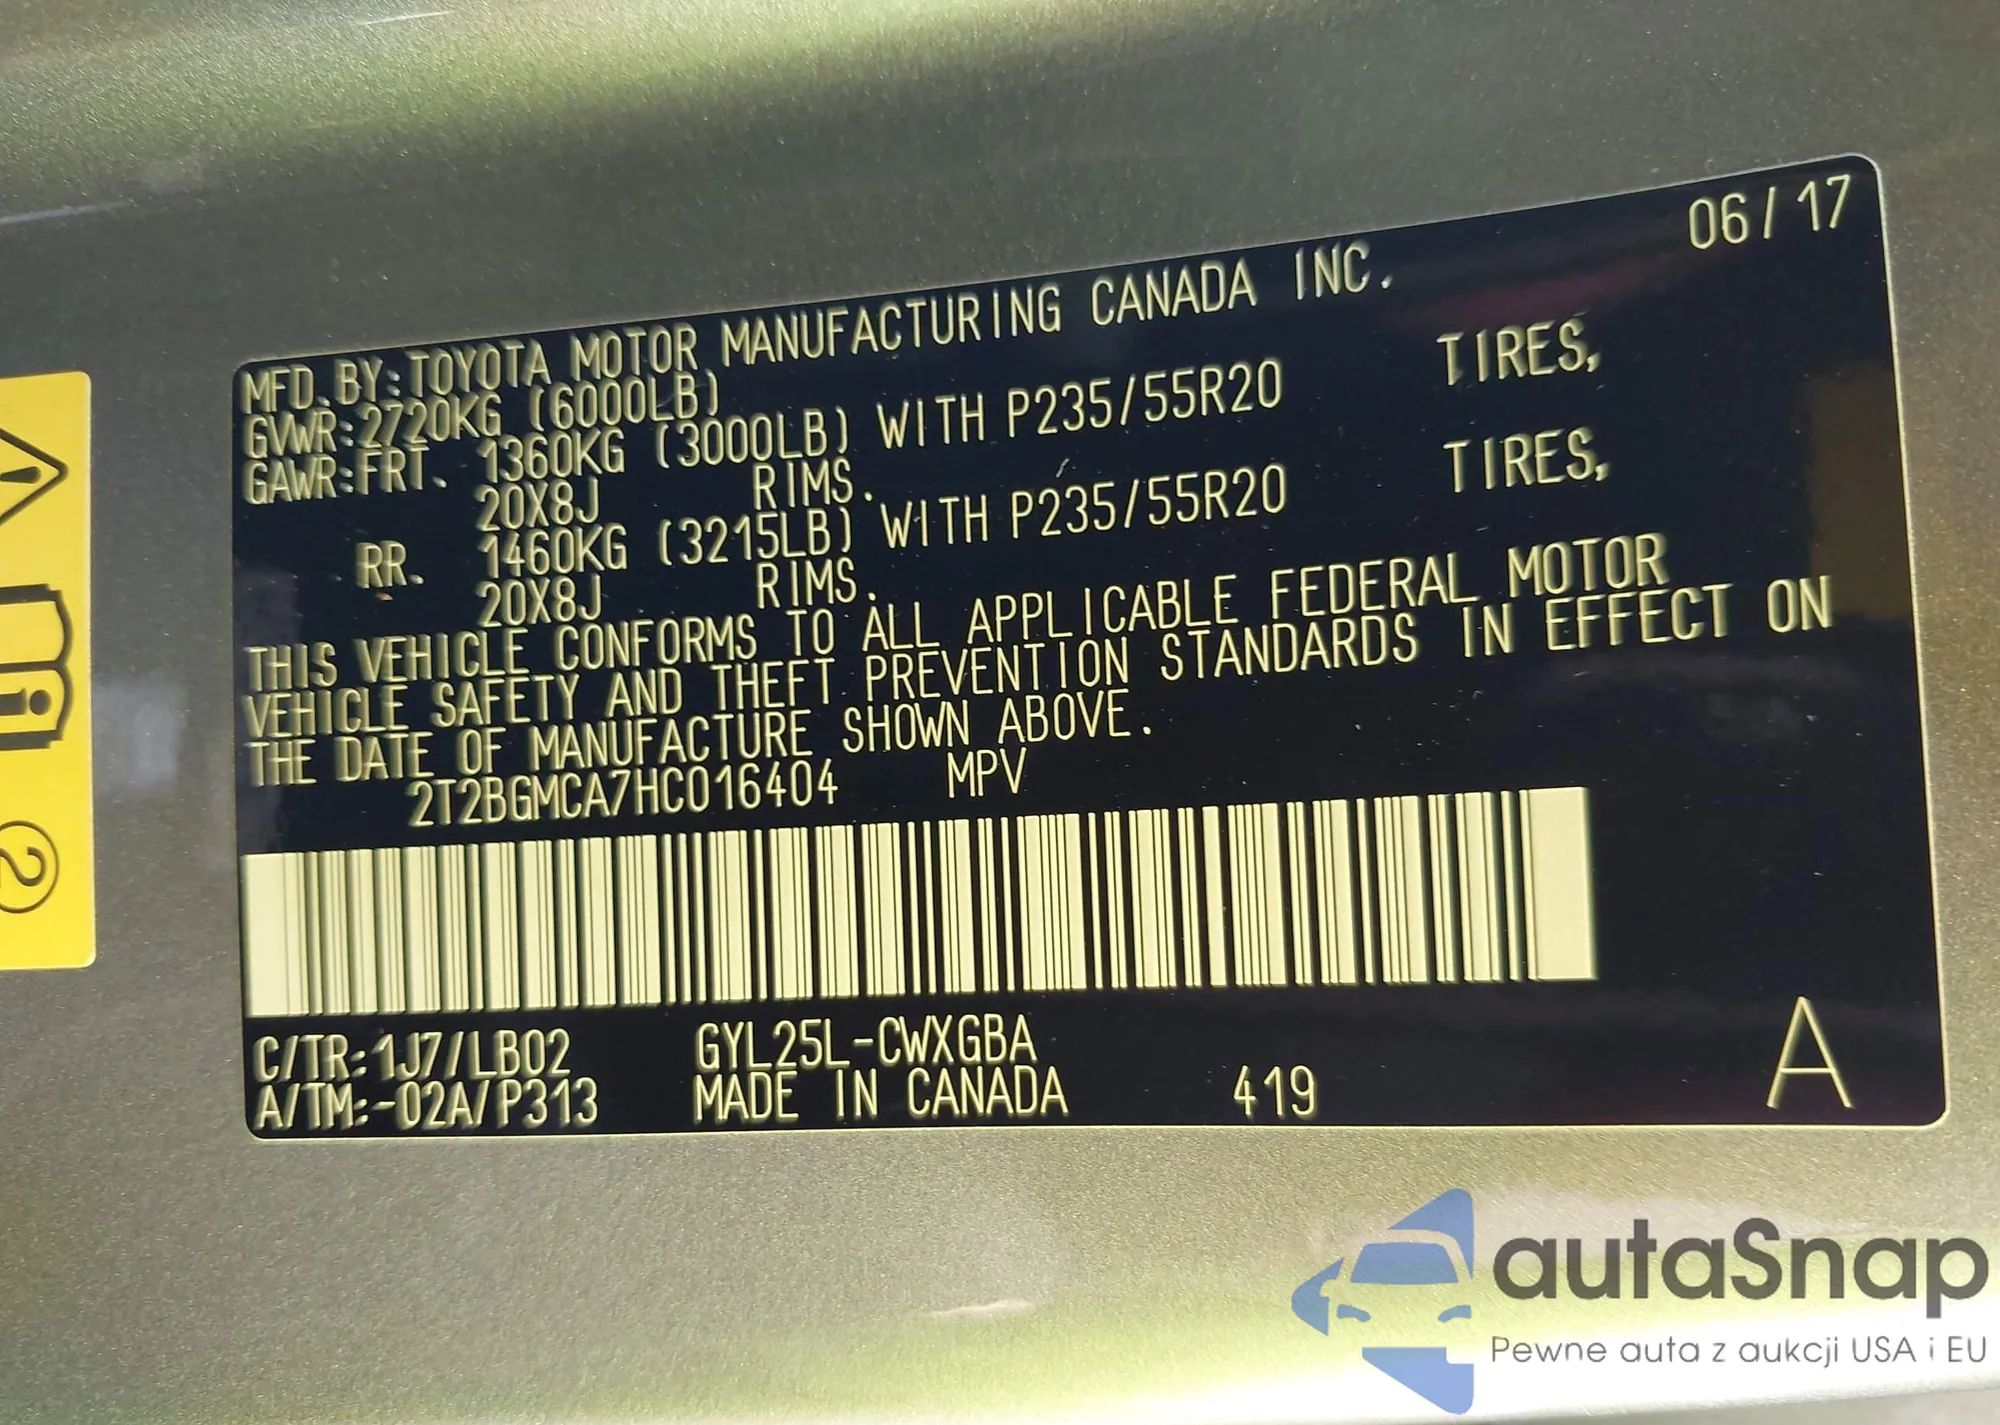 06/17
MFD. BY:TOYOTA MOTOR MANUFACTURING CANADA INC.
GVWR:2720KG (6000LB)
GAWR:FRT. 1360KG (3000LB) WITH P235/55R20 TIRES,
20X8J RIMS.
RR. 1460KG (3215LB) WITH P235/55R20 TIRES,
20X8J RIMS.
THIS VEHICLE CONFORMS TO ALL APPLICABLE FEDERAL MOTOR
VEHICLE SAFETY AND THEFT PREVENTION STANDARDS IN EFFECT ON
THE DATE OF MANUFACTURE SHOWN ABOVE.
2T2BGMCA7HC016404 MPV
C/TR:1J7/LB02 GYL25L-CWXGBA
A/TM:-02A/P313 MADE IN CANADA 419 A
2
autaSnap
Pewne auta z aukcji USA i EU